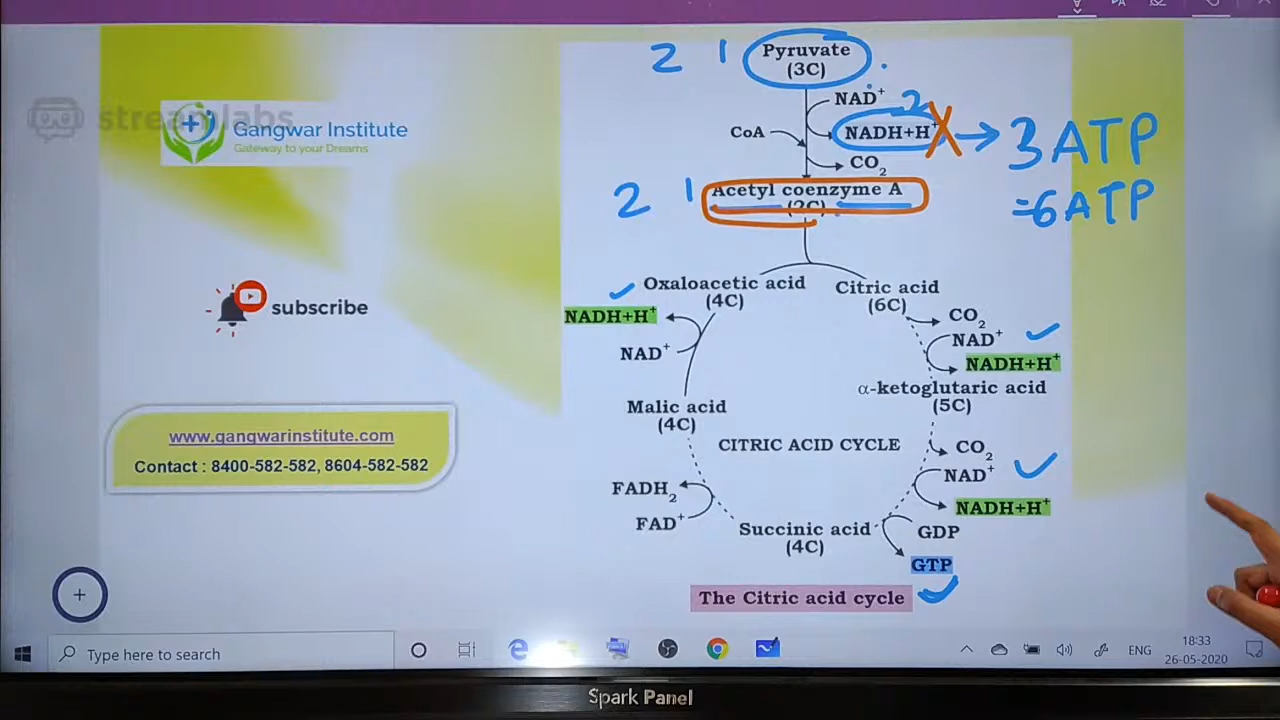 streamlabs
Gangwar Institute
Gateway to your Dreams
subscribe
www.gangwarinstitute.com
Contact : 8400-582-582, 8604-582-582
2 1 Pyruvate
(3C)
NAD+
2
NADH+H+ X → 3 ATP
= 6 ATP
CoA
CO2
2 1 Acetyl coenzyme A
(2C)
Oxaloacetic acid
(4C)
Citric acid
(6C)
NADH+H+
NAD+
CO2
NAD+
NADH+H+
α-ketoglutaric acid
(5C)
Malic acid
(4C)
CITRIC ACID CYCLE
CO2
NAD+
NADH+H+
FADH2
FAD+
Succinic acid
(4C)
GDP
GTP
The Citric acid cycle
Type here to search
ENG
18:33
26-05-2020
Spark Panel